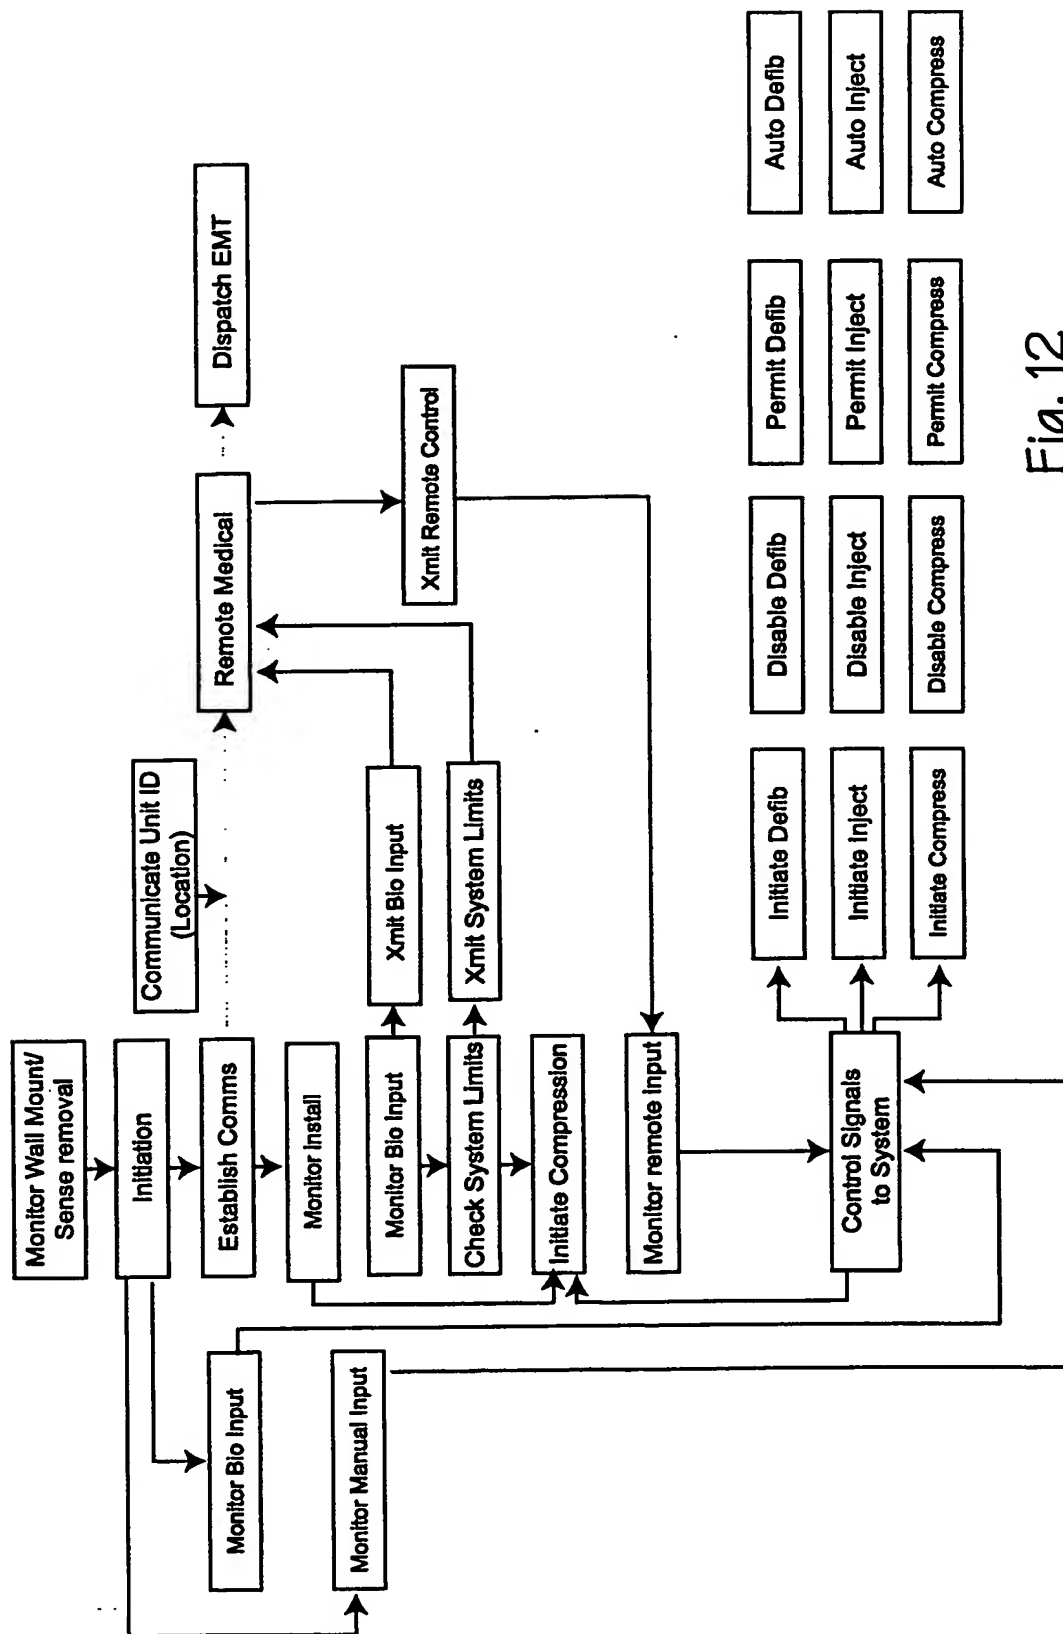 Monitor Wall Mount/
Sense removal
Initiation
Communicate Unit ID
(Location)
Establish Comms
Remote Medical
Dispatch EMT
Monitor Bio Input
Monitor Install
Monitor Manual Input
Monitor Bio Input
Xmit Bio Input
Xmit Remote Control
Check System Limits
Xmit System Limits
Initiate Compression
Monitor remote input
Control Signals
to System
Initiate Defib
Disable Defib
Permit Defib
Auto Defib
Initiate Inject
Disable Inject
Permit Inject
Auto Inject
Initiate Compress
Disable Compress
Permit Compress
Auto Compress
Fig. 12